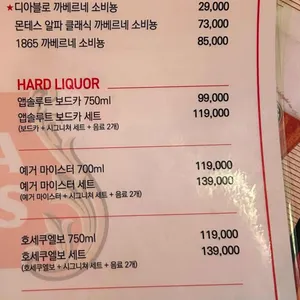 ★디아블로 까베르네 소비뇽 29,000
몬테스 알파 클래식 까베르네 소비뇽 73,000
1865 까베르네 소비뇽 85,000
HARD LIQUOR
앱솔루트 보드카 750ml 99,000
앱솔루트 보드카 세트 119,000
(보드카 + 시그니처 세트 + 음료 2개)
예거 마이스터 700ml 119,000
예거 마이스터 세트 139,000
(예거 마이스터 + 시그니처 세트 + 음료 2개)
호세쿠엘보 750ml 119,000
호세쿠엘보 세트 139,000
(호세쿠엘보 + 시그니처 세트 + 음료 2개)